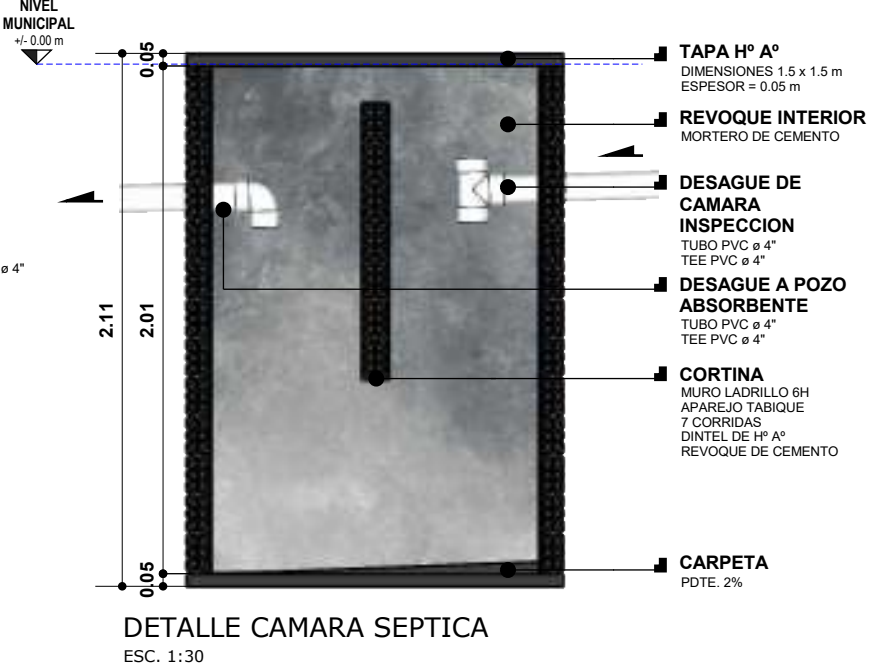 NIVEL
MUNICIPAL
+/- 0.00 m
0.05
2.11
2.01
0.05
ø 4"
TAPA Hº Aº
DIMENSIONES 1.5 x 1.5 m
ESPESOR = 0.05 m
REVOQUE INTERIOR
MORTERO DE CEMENTO
DESAGUE DE
CAMARA
INSPECCION
TUBO PVC ø 4"
TEE PVC ø 4"
DESAGUE A POZO
ABSORBENTE
TUBO PVC ø 4"
TEE PVC ø 4"
CORTINA
MURO LADRILLO 6H
APAREJO TABIQUE
7 CORRIDAS
DINTEL DE Hº Aº
REVOQUE DE CEMENTO
CARPETA
PDTE. 2%
DETALLE CAMARA SEPTICA
ESC. 1:30